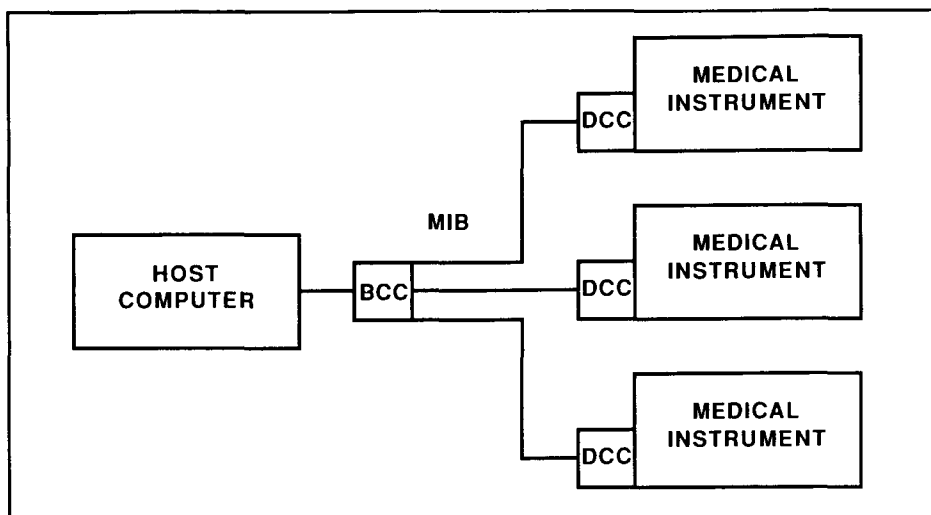 MEDICAL
INSTRUMENT
DCC
MIB
HOST
COMPUTER
BCC
MEDICAL
INSTRUMENT
DCC
MEDICAL
INSTRUMENT
DCC